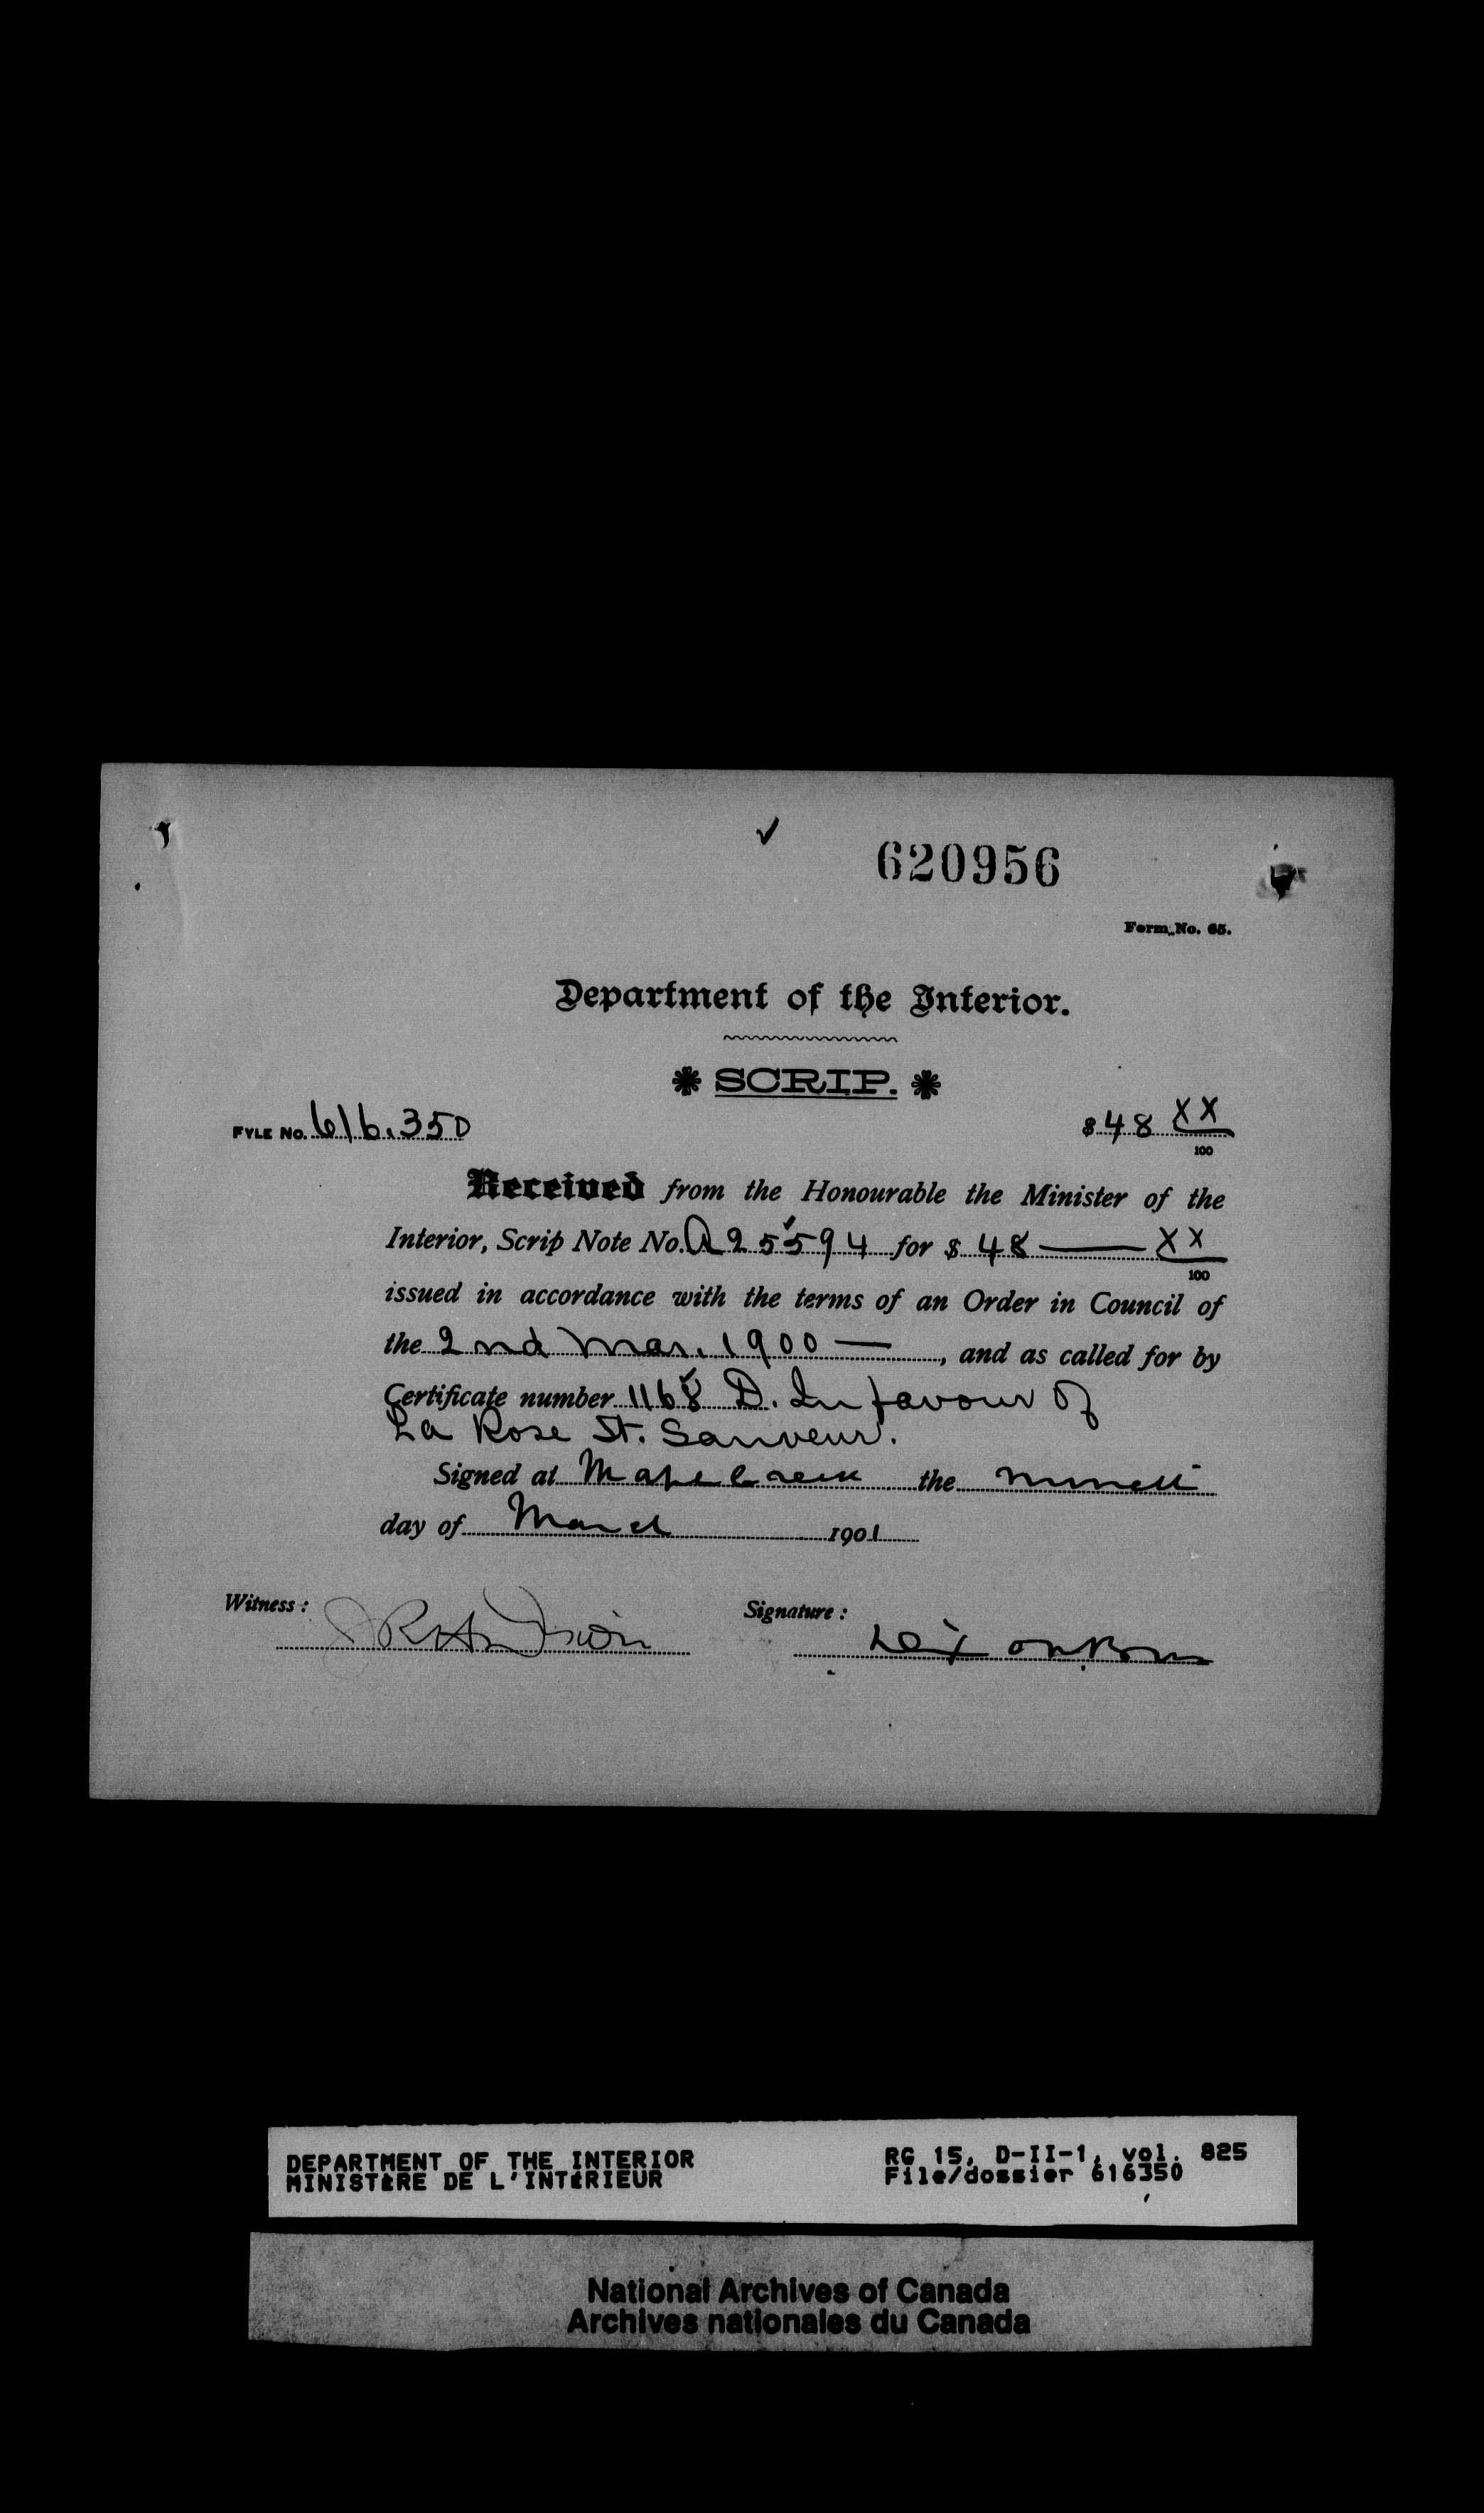 ✓
620956
Form No. 65.
Department of the Interior.
SCRIP.
FYLE No. 616.350 $ 48 XX/100
Received from the Honourable the Minister of the
Interior, Scrip Note No. A25594 for $ 48 — XX/100
issued in accordance with the terms of an Order in Council of
the 2nd Mar. 1900 —, and as called for by
Certificate number 1168 D. In favour of
La Rose St. Sauveur.
Signed at Maple Creek the
day of March 1901
Witness : Signature :
Dixon Bros
DEPARTMENT OF THE INTERIOR RG 15, D-II-1, vol. 825
MINISTÈRE DE L'INTÉRIEUR File/dossier 616350
National Archives of Canada
Archives nationales du Canada